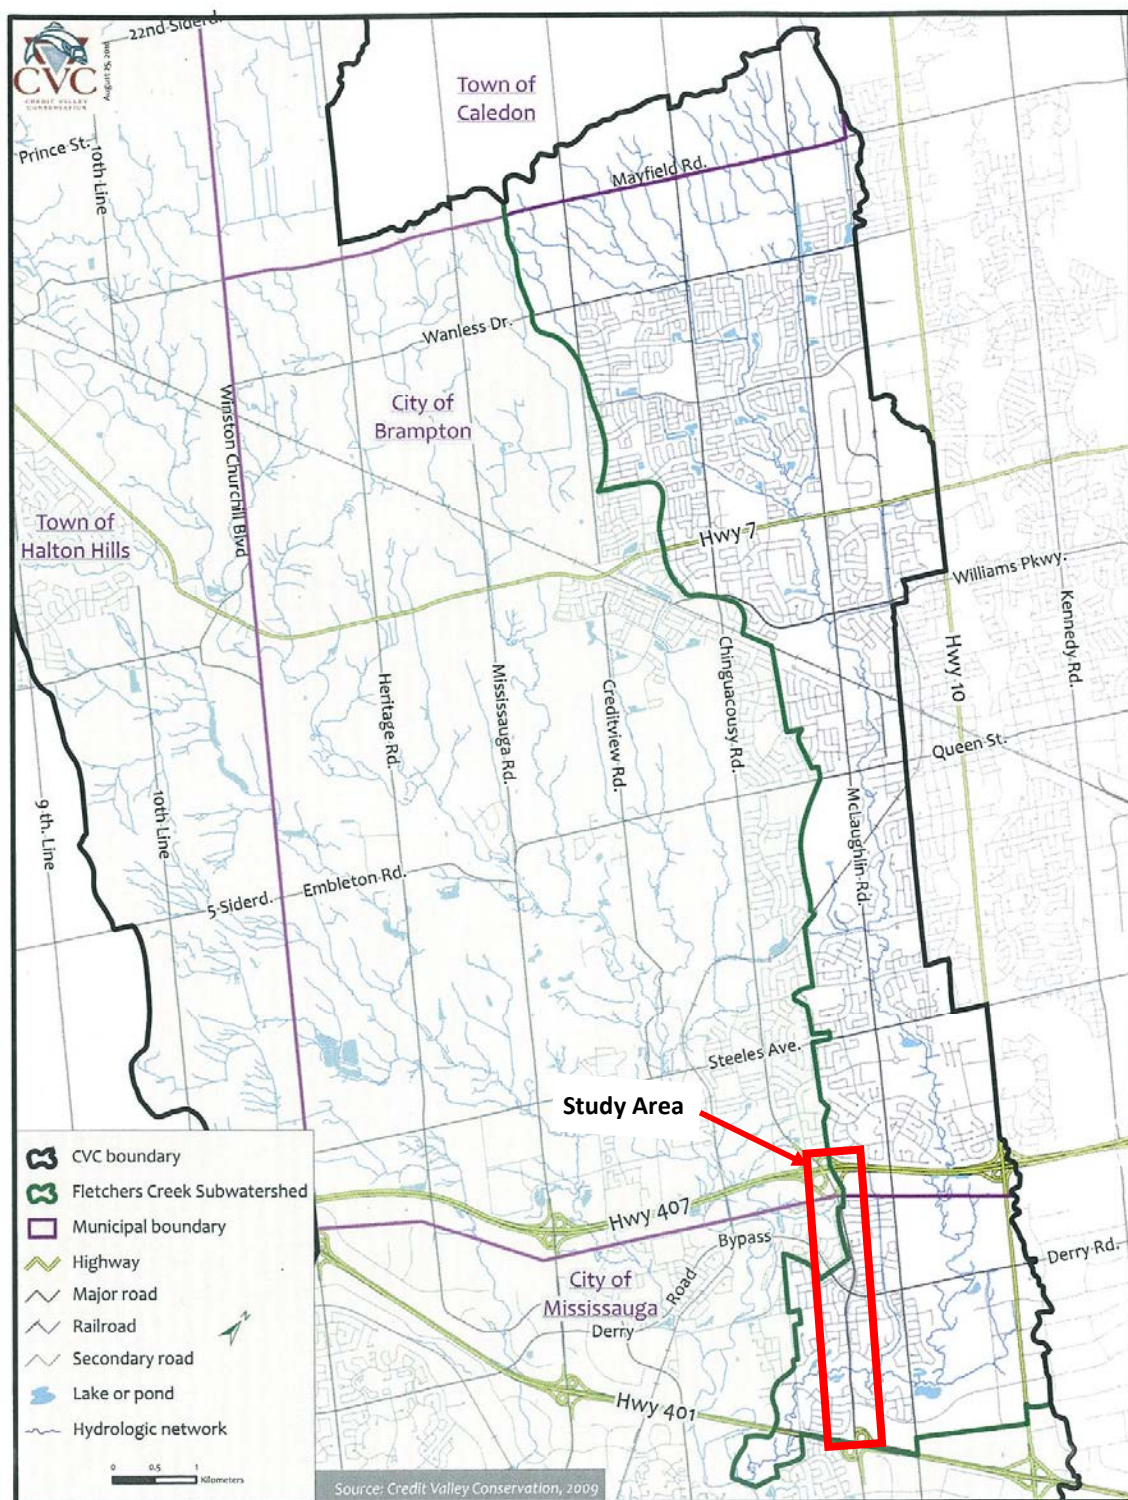 22nd Siderd.
CVC
CREDIT VALLEY
CONSERVATION
Town of
Caledon
Prince St.
10th Line
Mayfield Rd.
Wanless Dr.
City of
Brampton
Winston Churchill Blvd
Town of
Halton Hills
Hwy 7
Williams Pkwy.
Kennedy Rd.
Hwy 10
Heritage Rd.
Mississauga Rd.
Creditview Rd.
Chinguacousy Rd.
Queen St.
9 th. Line
10th Line
McLaughlin Rd.
5 Siderd.
Embleton Rd.
Steeles Ave.
Study Area
CVC boundary
Fletchers Creek Subwatershed
Municipal boundary
Highway
Major road
Railroad
Secondary road
Lake or pond
Hydrologic network
0 0.5 1
Kilometers
Hwy 407
Bypass
Derry Rd.
City of
Mississauga
Derry
Road
Hwy 401
Source: Credit Valley Conservation, 2009